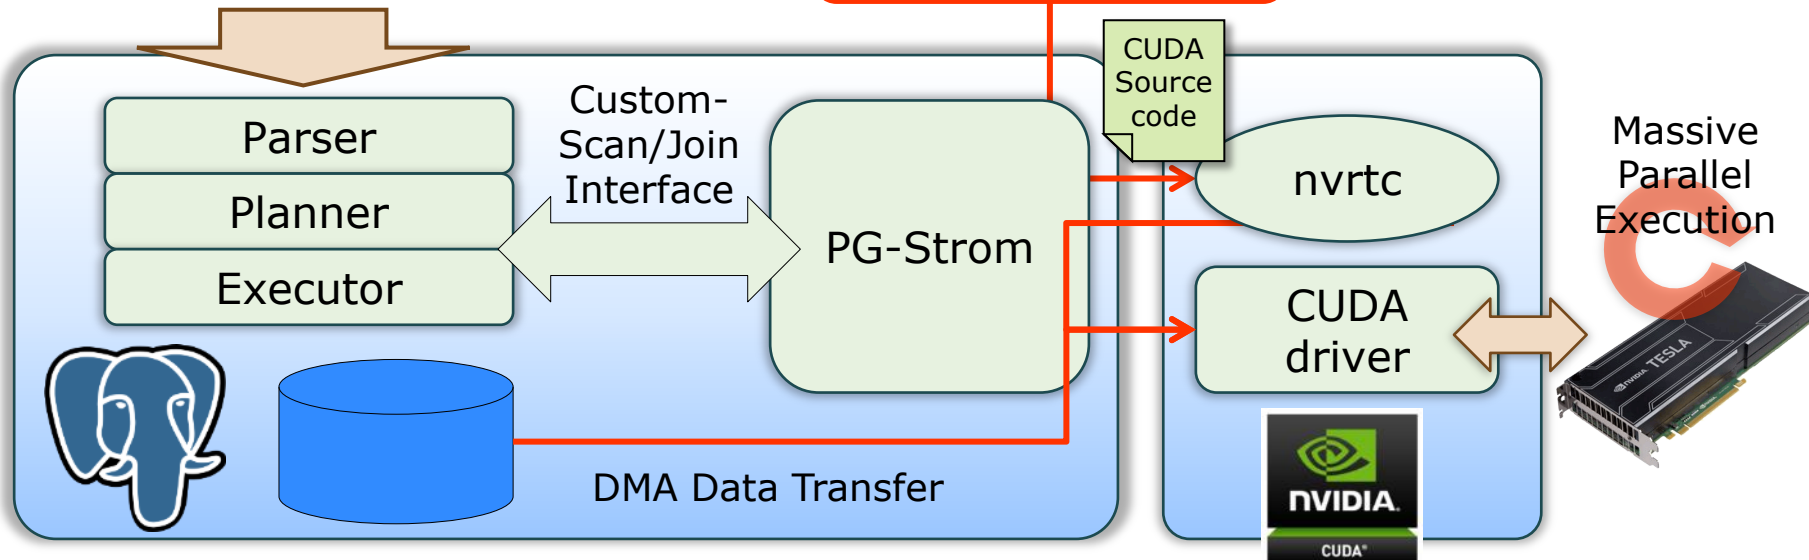 Parser
Planner
Executor
Custom-
Scan/Join
Interface
PG-Strom
CUDA
Source
code
nvrtc
CUDA
driver
Massive
Parallel
Execution
DMA Data Transfer
NVIDIA. TESLA
NVIDIA.
CUDA®